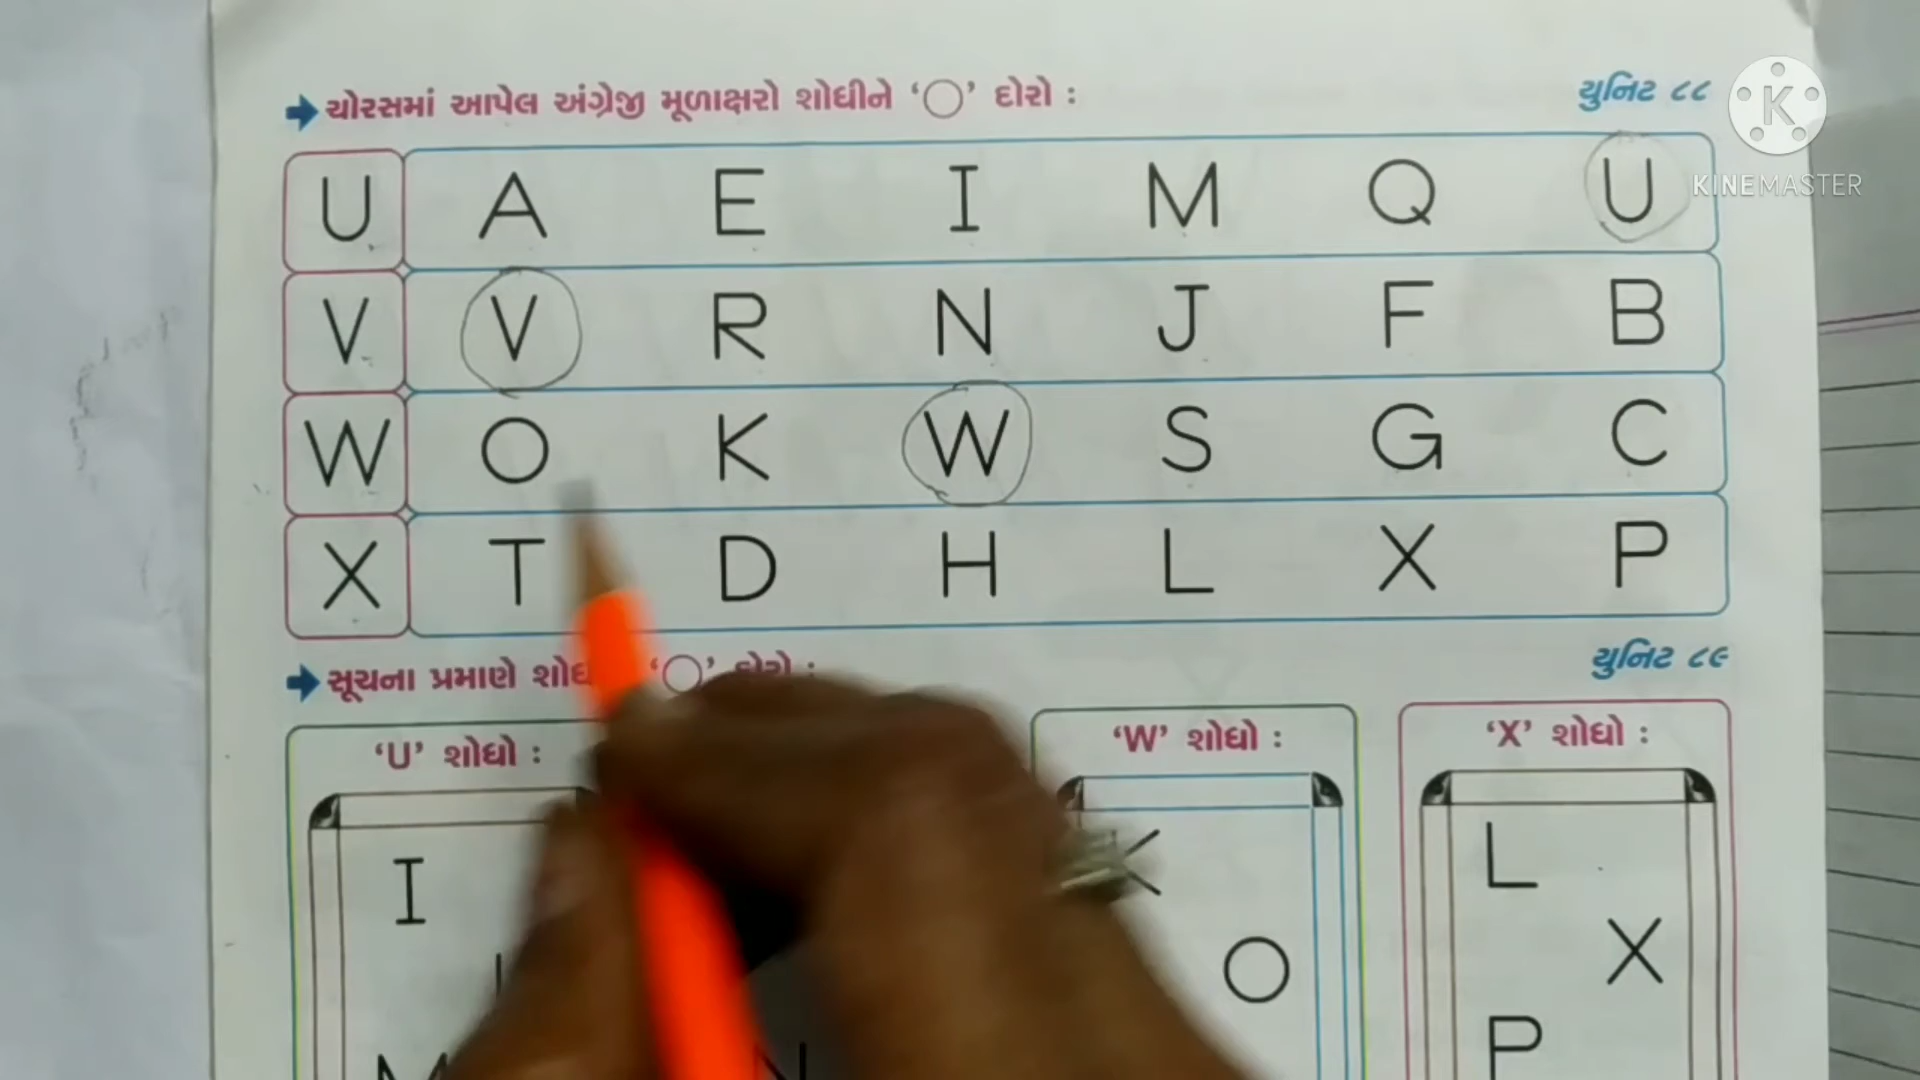 ચોરસમાં આપેલ અંગ્રેજી મૂળાક્ષરો શોધીને ‘○’ દોરો : યુનિટ ૮૮
K
KINEMASTER
U A E I M Q U
V V R N J F B
W O K W S G C
X T D H L X P
સૂચના પ્રમાણે ‘○’ દોરો : યુનિટ ૮૯
‘U’ શોધો : ‘W’ શોધો : ‘X’ શોધો :
I K L
O X
M N P